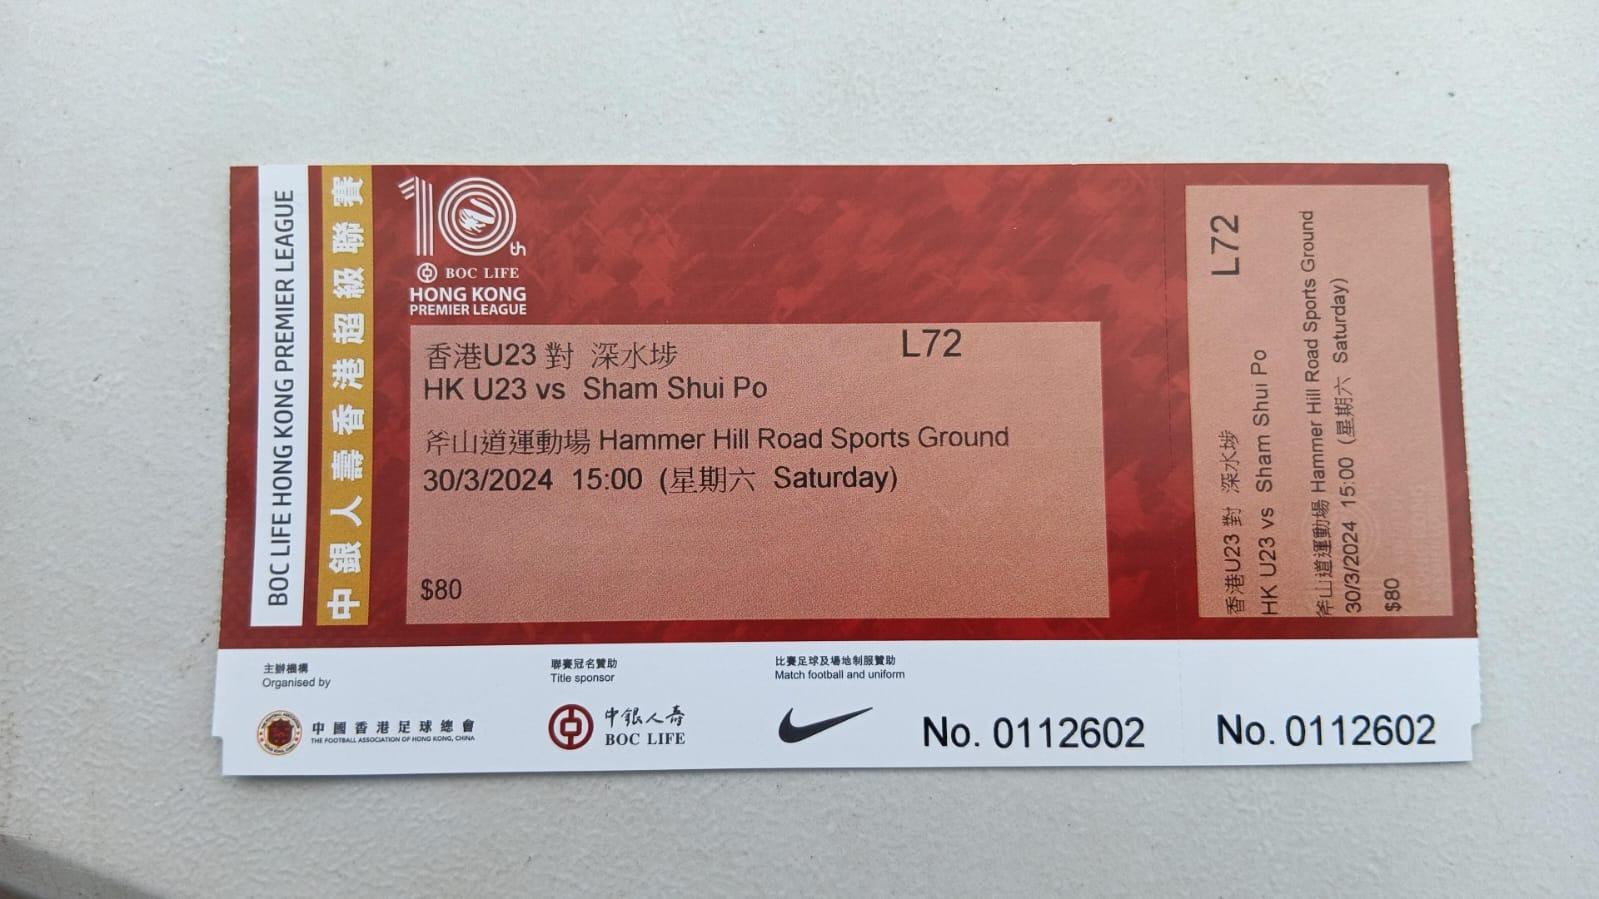 BOC LIFE HONG KONG PREMIER LEAGUE
中銀人壽香港超級聯賽
10th
BOC LIFE
HONG KONG
PREMIER LEAGUE
香港U23 對 深水埗
L72
HK U23 vs Sham Shui Po
斧山道運動場 Hammer Hill Road Sports Ground
30/3/2024 15:00 (星期六 Saturday)
$80
主辦機構
Organised by
中國香港足球總會
THE FOOTBALL ASSOCIATION OF HONG KONG, CHINA
聯賽冠名贊助
Title sponsor
中銀人壽
BOC LIFE
比賽足球及場地制服贊助
Match football and uniform
No. 0112602
L72
香港U23 對 深水埗
HK U23 vs Sham Shui Po
斧山道運動場 Hammer Hill Road Sports Ground
30/3/2024 15:00 (星期六 Saturday)
$80
No. 0112602